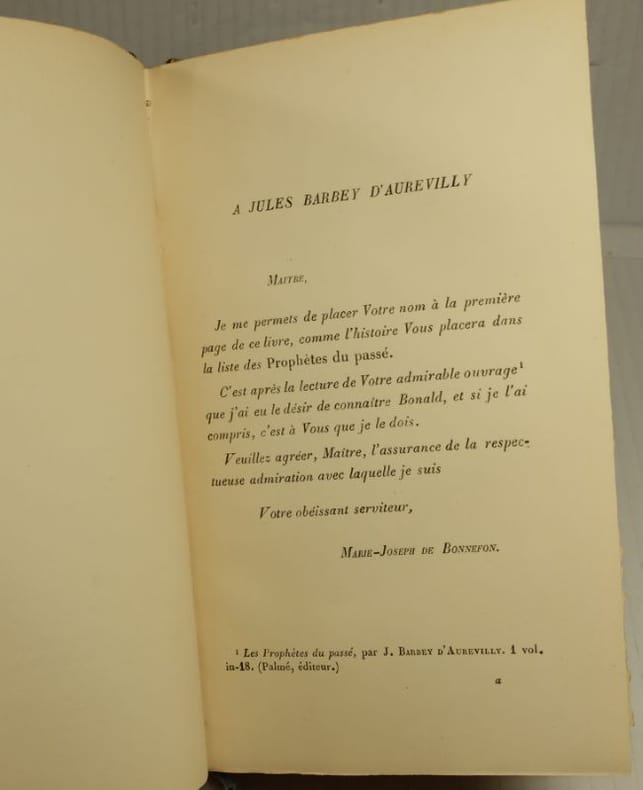 A JULES BARBEY D'AUREVILLY
MAITRE,
Je me permets de placer Votre nom à la première
page de ce livre, comme l'histoire Vous placera dans
la liste des Prophètes du passé.
C'est après la lecture de Votre admirable ouvrage¹
que j'ai eu le désir de connaître Bonald, et si je l'ai
compris, c'est à Vous que je le dois.
Veuillez agréer, Maître, l'assurance de la respec-
tueuse admiration avec laquelle je suis
Votre obéissant serviteur,
MARIE-JOSEPH DE BONNEFON.
¹ Les Prophètes du passé, par J. BARBEY D'AUREVILLY. 1 vol.
in-18. (Palmé, éditeur.)
a